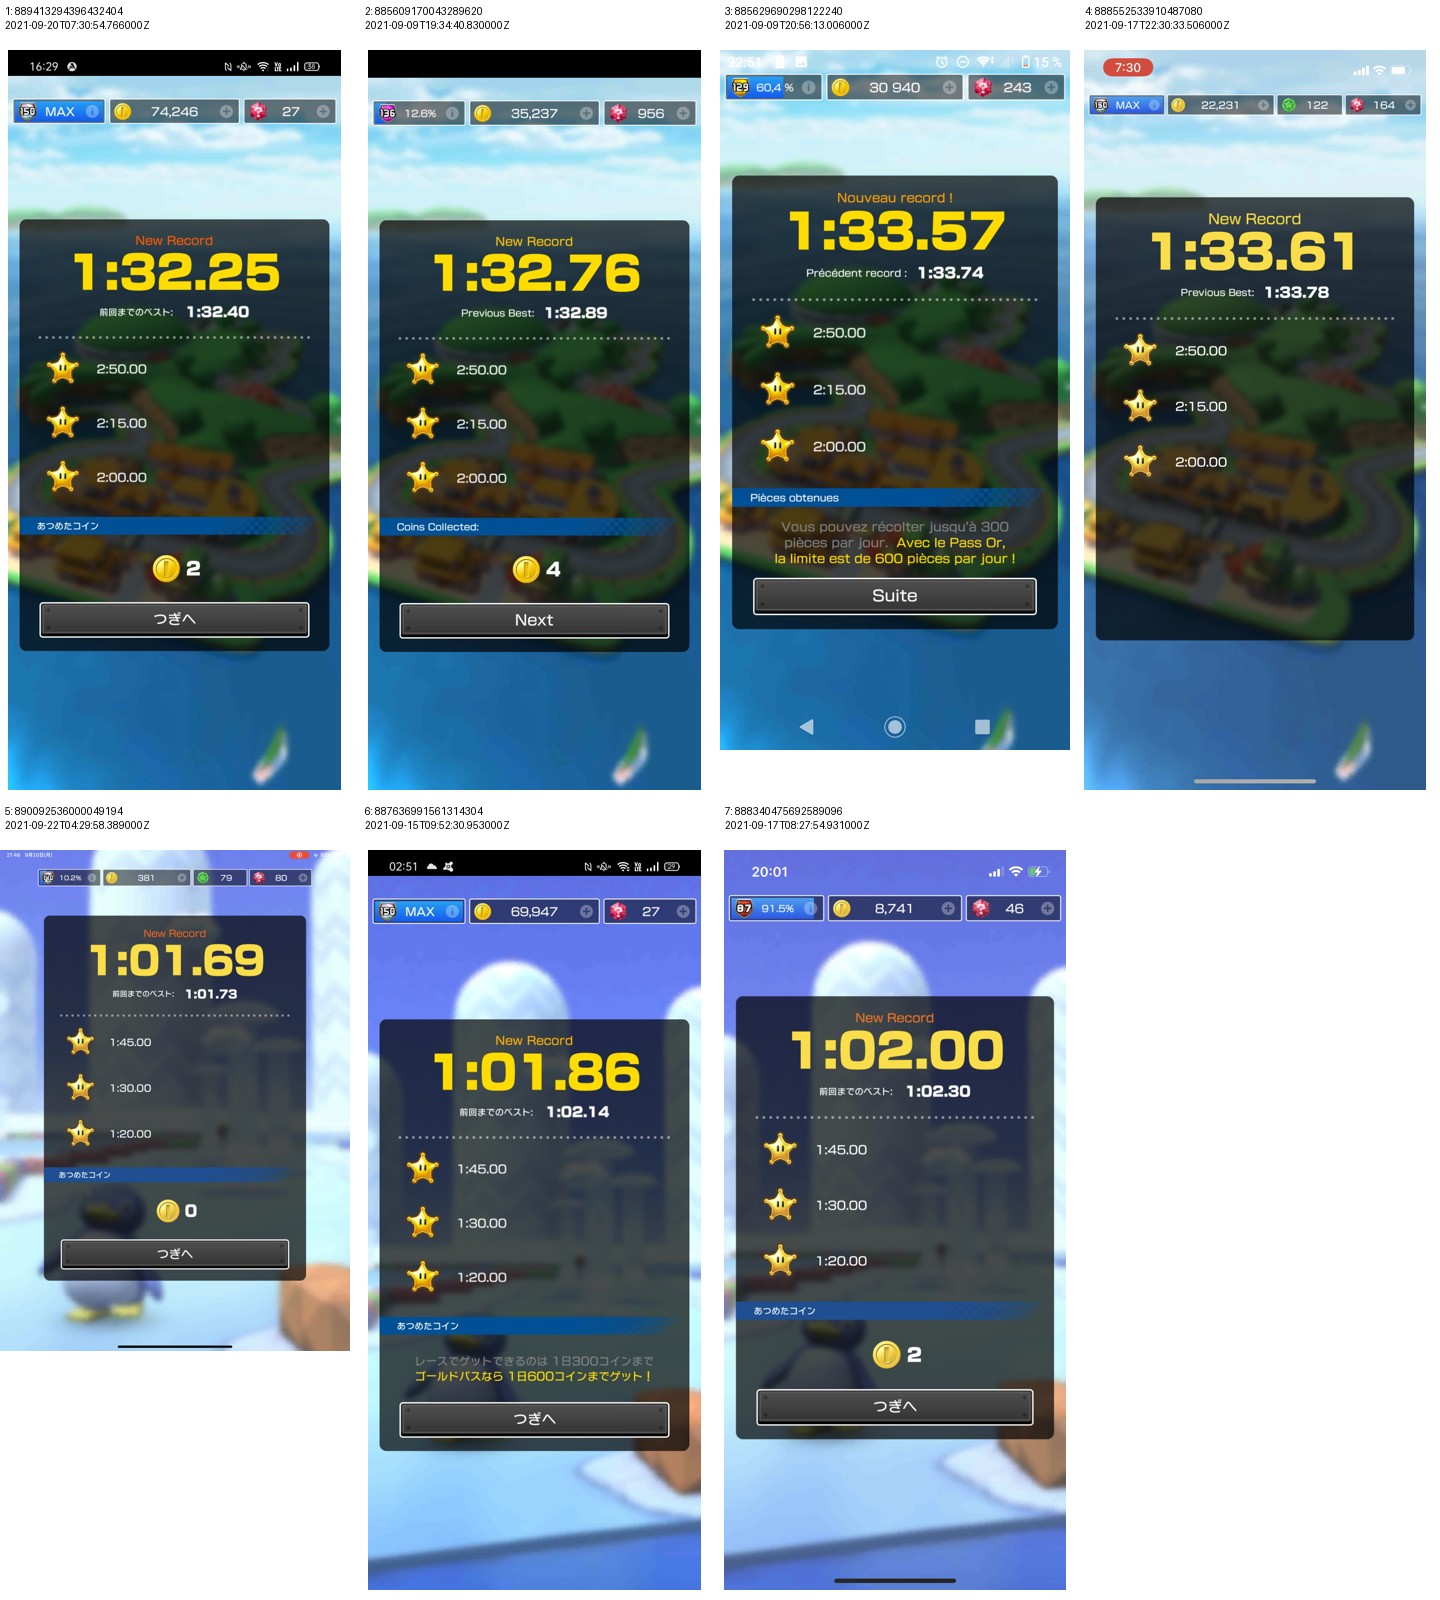 1: 889413294396432404
2021-09-20T07:30:54.766000Z
16:29
38
150 MAX 74,246 27
New Record
1:32.25
前回までのベスト: 1:32.40
2:50.00
2:15.00
2:00.00
あつめたコイン
2
つぎへ
2: 885609170043289620
2021-09-09T19:34:40.830000Z
136 12.6% 35,237 956
New Record
1:32.76
Previous Best: 1:32.89
2:50.00
2:15.00
2:00.00
Coins Collected:
4
Next
3: 885629690298122240
2021-09-09T20:56:13.006000Z
22:51 15 %
129 60,4 % 30 940 243
Nouveau record !
1:33.57
Précédent record : 1:33.74
2:50.00
2:15.00
2:00.00
Pièces obtenues
Vous pouvez récolter jusqu'à 300
pièces par jour. Avec le Pass Or,
la limite est de 600 pièces par jour !
Suite
4: 888552533910487080
2021-09-17T22:30:33.506000Z
7:30
150 MAX 22,231 122 164
New Record
1:33.61
Previous Best: 1:33.78
2:50.00
2:15.00
2:00.00
5: 890092536000049194
2021-09-22T04:29:58.389000Z
21:46 9月20日(月)
10.2% 381 79 80
New Record
1:01.69
前回までのベスト: 1:01.73
1:45.00
1:30.00
1:20.00
あつめたコイン
0
つぎへ
6: 887636991561314304
2021-09-15T09:52:30.953000Z
02:51
29
150 MAX 69,947 27
New Record
1:01.86
前回までのベスト: 1:02.14
1:45.00
1:30.00
1:20.00
あつめたコイン
レースでゲットできるのは 1日300コインまで
ゴールドパスなら 1日600コインまでゲット！
つぎへ
7: 888340475692589096
2021-09-17T08:27:54.931000Z
20:01
87 91.5% 8,741 46
New Record
1:02.00
前回までのベスト: 1:02.30
1:45.00
1:30.00
1:20.00
あつめたコイン
2
つぎへ